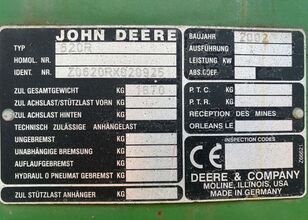 JOHN DEERE
TYP 620R
HOMOL. NR.
IDENT. Z0620RX920925
ZUL GESAMTGEWICHT KG 1870
ZUL ACHSLAST/STÜTZLAST VORN KG
ZUL ACHSLAST HINTEN KG
TECHNISCH ZULÄSSIGE ANHÄNGELAST
UNGEBREMST KG
UNABHÄNGIGE BREMSUNG KG
AUFLAUFGEBREMST KG
HYDRAUL O PNEUMAT GEBREMST KG
ZUL STÜTZLAST ANHÄNGER KG
BAUJAHR 2002
AUSFÜHRUNG
LEISTUNG KW
ABS.COEF.
P. T. C. KG
P. T. R. KG
RECEPTION DES MINES
ORLEANS LE
INSPECTION CODES
CE
DEERE & COMPANY
MOLINE, ILLINOIS, USA
MADE IN GERMANY